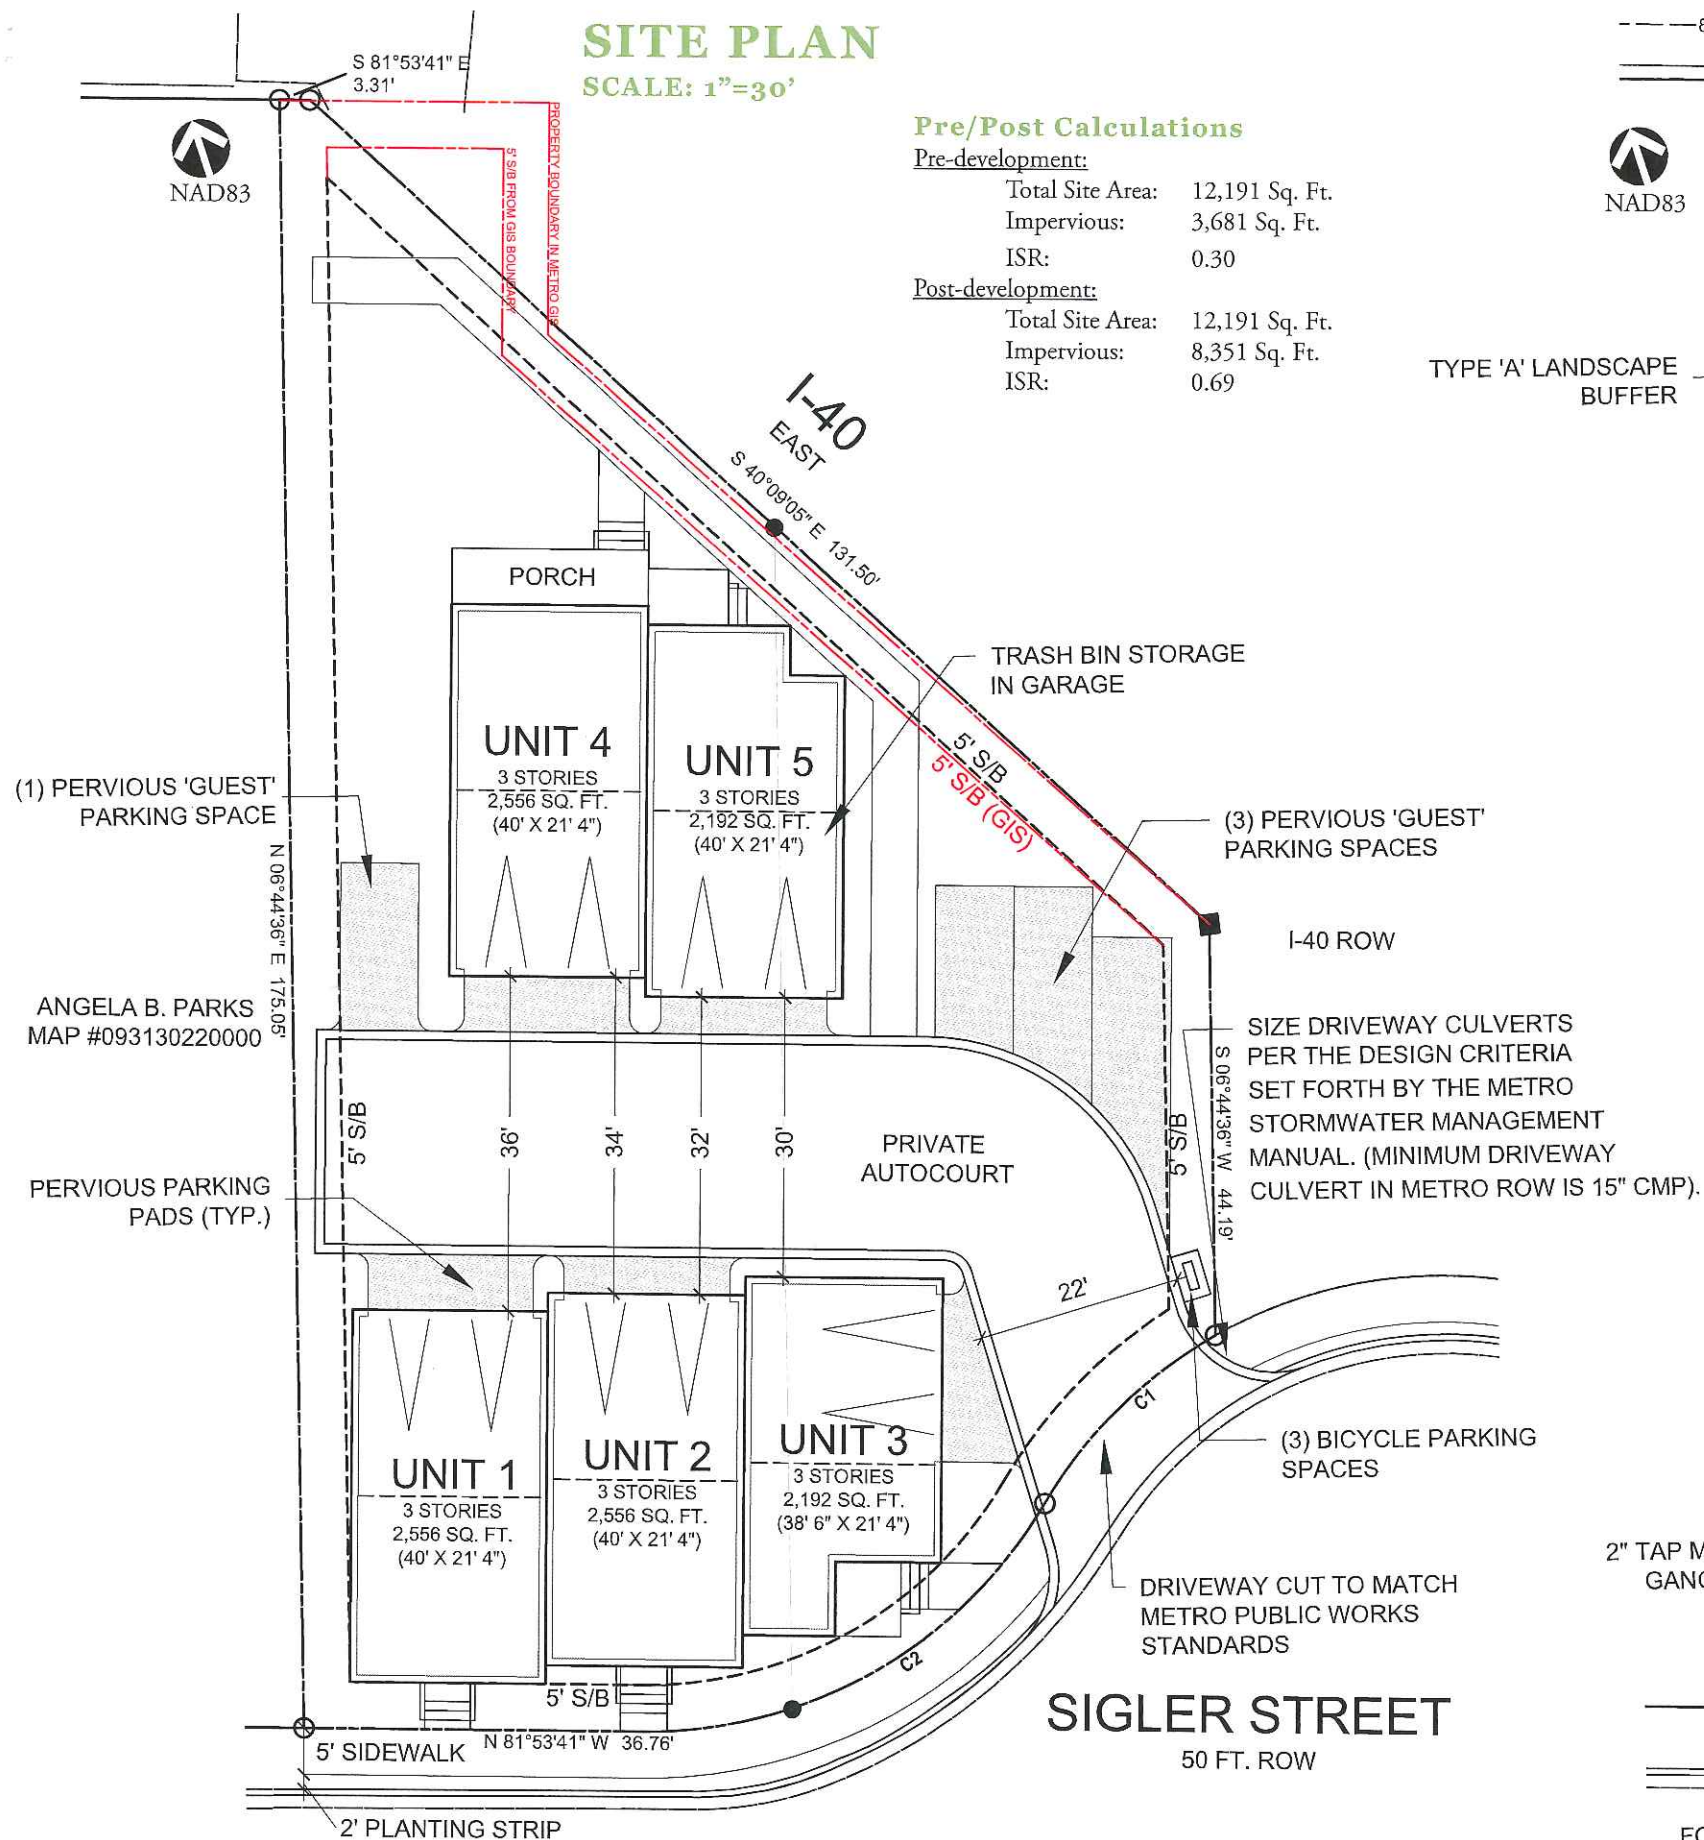 SITE PLAN
SCALE: 1"=30'
S 81°53'41" E
3.31'
NAD83
PROPERTY BOUNDARY IN METRO GIS
5' S/B FROM GIS BOUNDARY
Pre/Post Calculations
Pre-development:
Total Site Area: 12,191 Sq. Ft.
Impervious: 3,681 Sq. Ft.
ISR: 0.30
Post-development:
Total Site Area: 12,191 Sq. Ft.
Impervious: 8,351 Sq. Ft.
ISR: 0.69
NAD83
TYPE 'A' LANDSCAPE
BUFFER
I-40
EAST
S 40°09'05" E 131.50'
PORCH
TRASH BIN STORAGE
IN GARAGE
UNIT 4
3 STORIES
2,556 SQ. FT.
(40' X 21' 4")
UNIT 5
3 STORIES
2,192 SQ. FT.
(40' X 21' 4")
5' S/B
5' S/B (GIS)
(1) PERVIOUS 'GUEST'
PARKING SPACE
(3) PERVIOUS 'GUEST'
PARKING SPACES
N 06°44'36" E 175.05'
I-40 ROW
ANGELA B. PARKS
MAP #093130220000
SIZE DRIVEWAY CULVERTS
PER THE DESIGN CRITERIA
SET FORTH BY THE METRO
STORMWATER MANAGEMENT
MANUAL. (MINIMUM DRIVEWAY
CULVERT IN METRO ROW IS 15" CMP).
S 06°44'36" W 44.19'
5' S/B
5' S/B
36'
34'
32'
30'
PRIVATE
AUTOCOURT
PERVIOUS PARKING
PADS (TYP.)
22'
C1
UNIT 1
3 STORIES
2,556 SQ. FT.
(40' X 21' 4")
UNIT 2
3 STORIES
2,556 SQ. FT.
(40' X 21' 4")
UNIT 3
3 STORIES
2,192 SQ. FT.
(38' 6" X 21' 4")
(3) BICYCLE PARKING
SPACES
2" TAP
DRIVEWAY CUT TO MATCH
METRO PUBLIC WORKS
STANDARDS
C2
5' S/B
SIGLER STREET
50 FT. ROW
N 81°53'41" W 36.76'
5' SIDEWALK
2' PLANTING STRIP